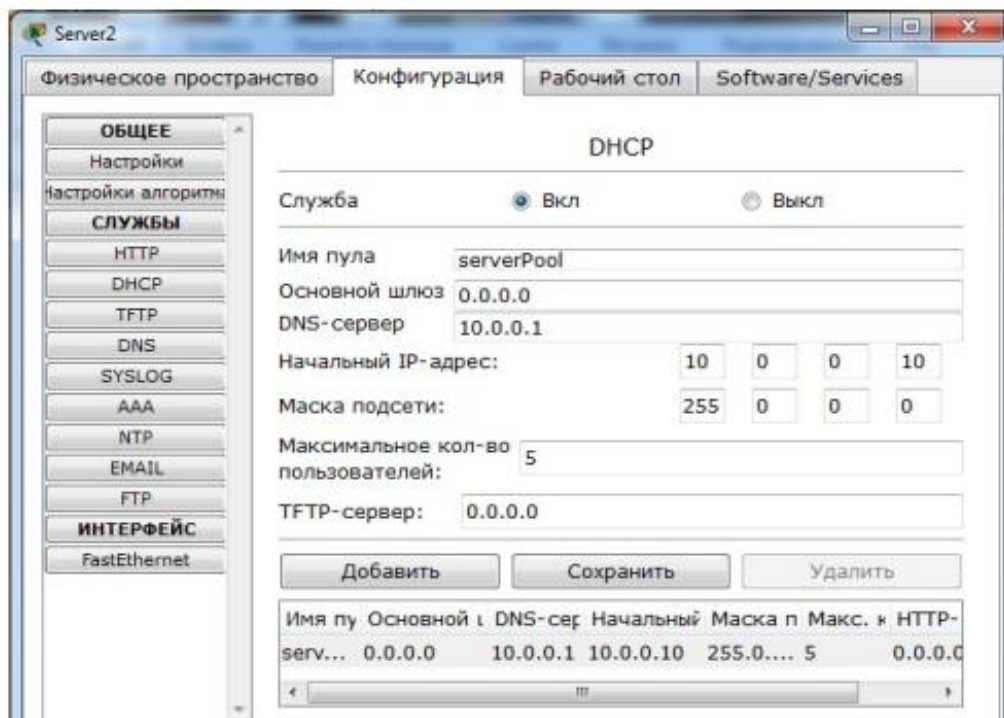 Server2
Физическое пространство Конфигурация Рабочий стол Software/Services
ОБЩЕЕ
Настройки
Настройки алгоритма
СЛУЖБЫ
HTTP
DHCP
TFTP
DNS
SYSLOG
AAA
NTP
EMAIL
FTP
ИНТЕРФЕЙС
FastEthernet
DHCP
Служба Вкл Выкл
Имя пула serverPool
Основной шлюз 0.0.0.0
DNS-сервер 10.0.0.1
Начальный IP-адрес: 10 0 0 10
Маска подсети: 255 0 0 0
Максимальное кол-во
пользователей: 5
TFTP-сервер: 0.0.0.0
Добавить Сохранить Удалить
Имя пу Основной ι DNS-сер Начальный Маска п Макс. к HTTP-
serv... 0.0.0.0 10.0.0.1 10.0.0.10 255.0.... 5 0.0.0.0